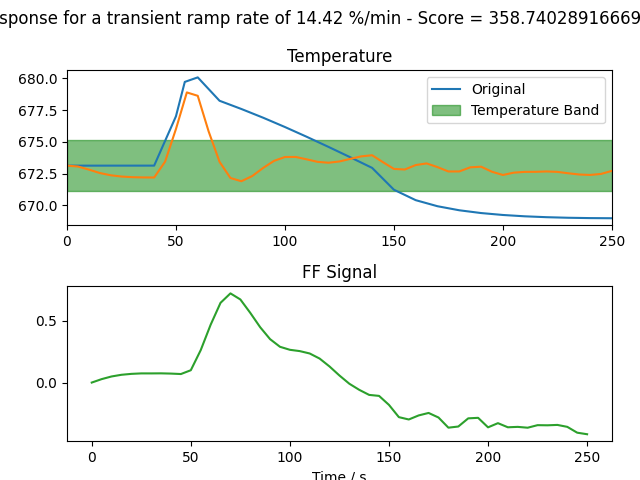 sponse for a transient ramp rate of 14.42 %/min - Score = 358.74028916669
Temperature
680.0
677.5
675.0
672.5
670.0
Original
Temperature Band
0 50 100 150 200 250
FF Signal
0.5
0.0
0 50 100 150 200 250
Time / s